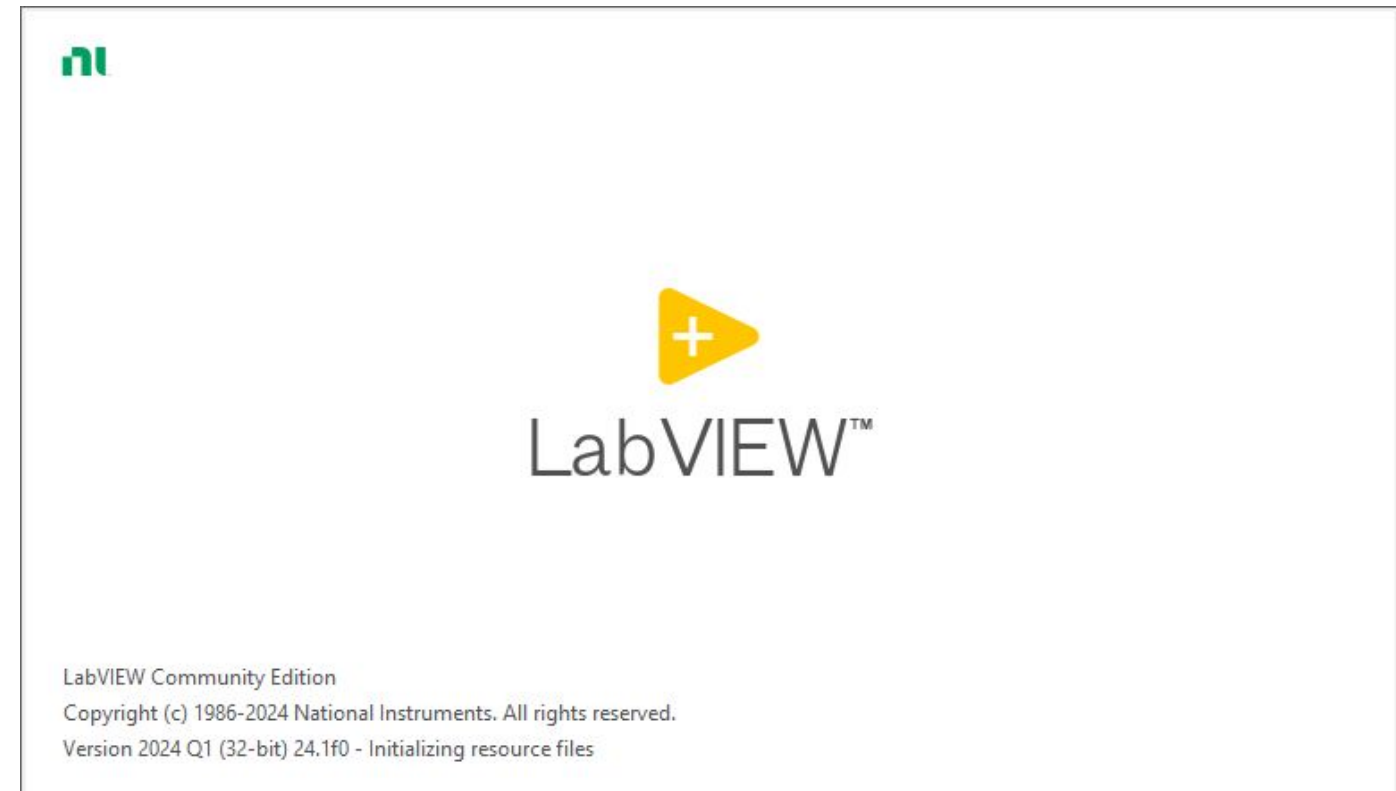 ni
LabVIEW™
LabVIEW Community Edition
Copyright (c) 1986-2024 National Instruments. All rights reserved.
Version 2024 Q1 (32-bit) 24.1f0 - Initializing resource files